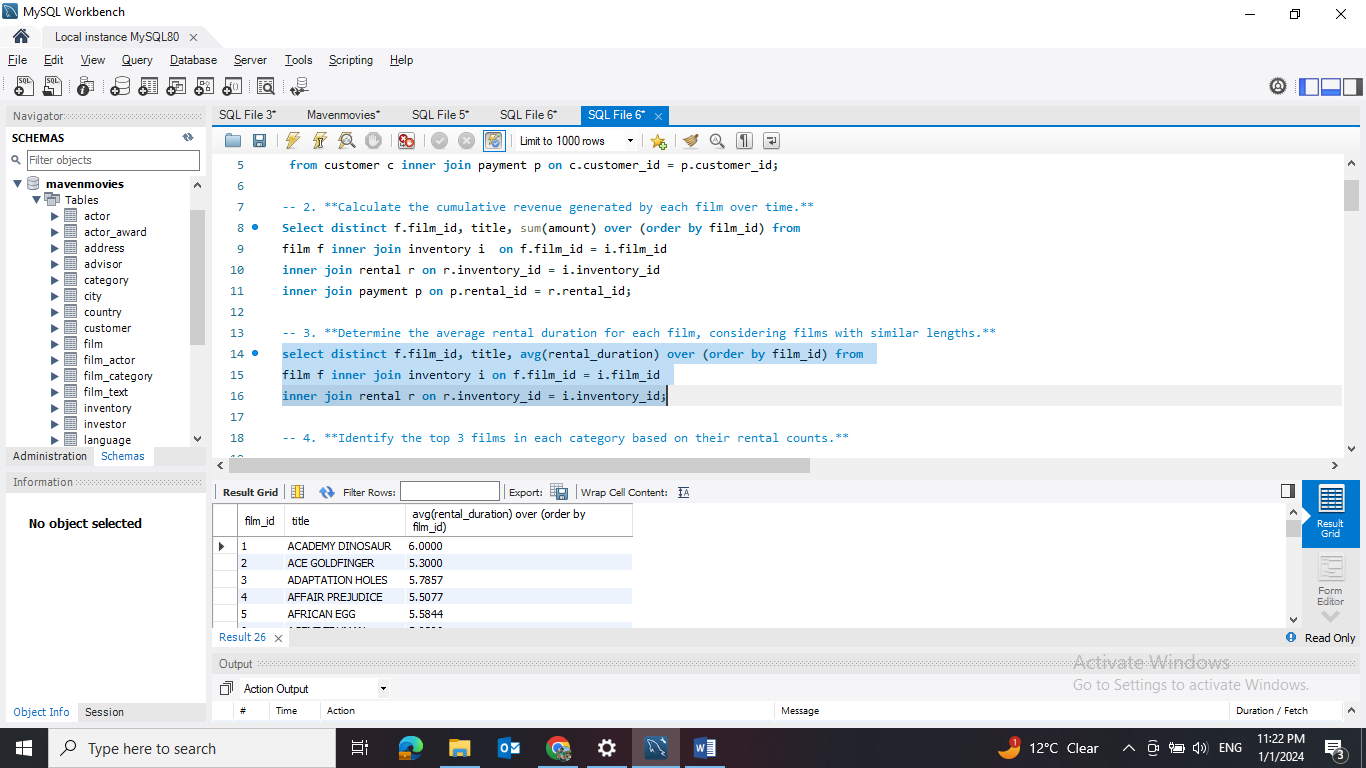 MySQL Workbench
Local instance MySQL80
File Edit View Query Database Server Tools Scripting Help
Navigator
SCHEMAS
Filter objects
mavenmovies
Tables
actor
actor_award
address
advisor
category
city
country
customer
film
film_actor
film_category
film_text
inventory
investor
language
Administration Schemas
Information
No object selected
Object Info Session
SQL File 3* Mavenmovies* SQL File 5* SQL File 6* SQL File 6*
Limit to 1000 rows
5 from customer c inner join payment p on c.customer_id = p.customer_id;
6
7 -- 2. **Calculate the cumulative revenue generated by each film over time.**
8 Select distinct f.film_id, title, sum(amount) over (order by film_id) from
9 film f inner join inventory i  on f.film_id = i.film_id
10 inner join rental r on r.inventory_id = i.inventory_id
11 inner join payment p on p.rental_id = r.rental_id;
12
13 -- 3. **Determine the average rental duration for each film, considering films with similar lengths.**
14 select distinct f.film_id, title, avg(rental_duration) over (order by film_id) from
15 film f inner join inventory i on f.film_id = i.film_id
16 inner join rental r on r.inventory_id = i.inventory_id;
17
18 -- 4. **Identify the top 3 films in each category based on their rental counts.**
Result Grid Filter Rows: Export: Wrap Cell Content:
film_id title avg(rental_duration) over (order by film_id)
1 ACADEMY DINOSAUR 6.0000
2 ACE GOLDFINGER 5.3000
3 ADAPTATION HOLES 5.7857
4 AFFAIR PREJUDICE 5.5077
5 AFRICAN EGG 5.5844
Result Grid
Form Editor
Result 26
Read Only
Output
Action Output
# Time Action Message Duration / Fetch
Activate Windows
Go to Settings to activate Windows.
Type here to search
12°C Clear
ENG
11:22 PM
1/1/2024
1
3